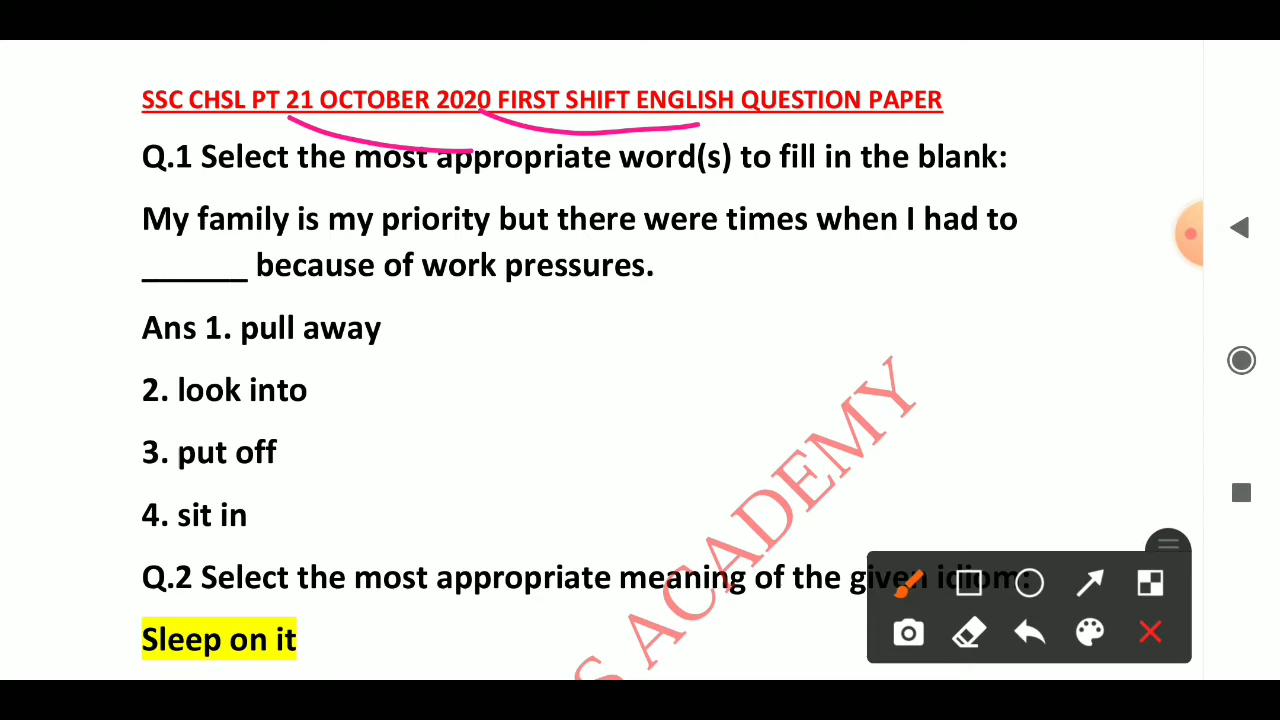 SSC CHSL PT 21 OCTOBER 2020 FIRST SHIFT ENGLISH QUESTION PAPER
Q.1 Select the most appropriate word(s) to fill in the blank:
My family is my priority but there were times when I had to
______ because of work pressures.
Ans 1. pull away
2. look into
3. put off
4. sit in
Q.2 Select the most appropriate meaning of the given idiom:
Sleep on it
S ACADEMY